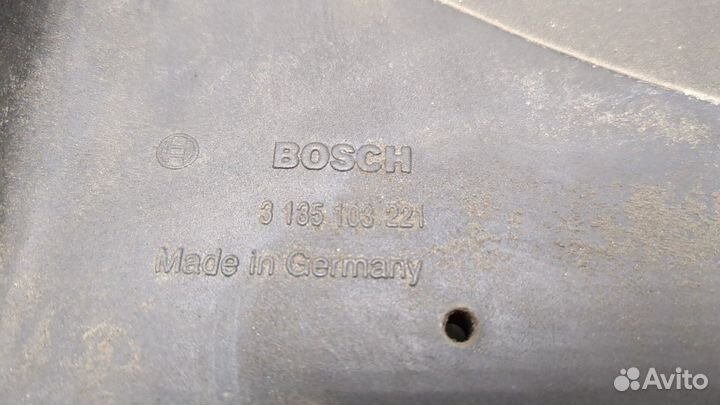 BOSCH
3 135 103 221
Made in Germany
Avito